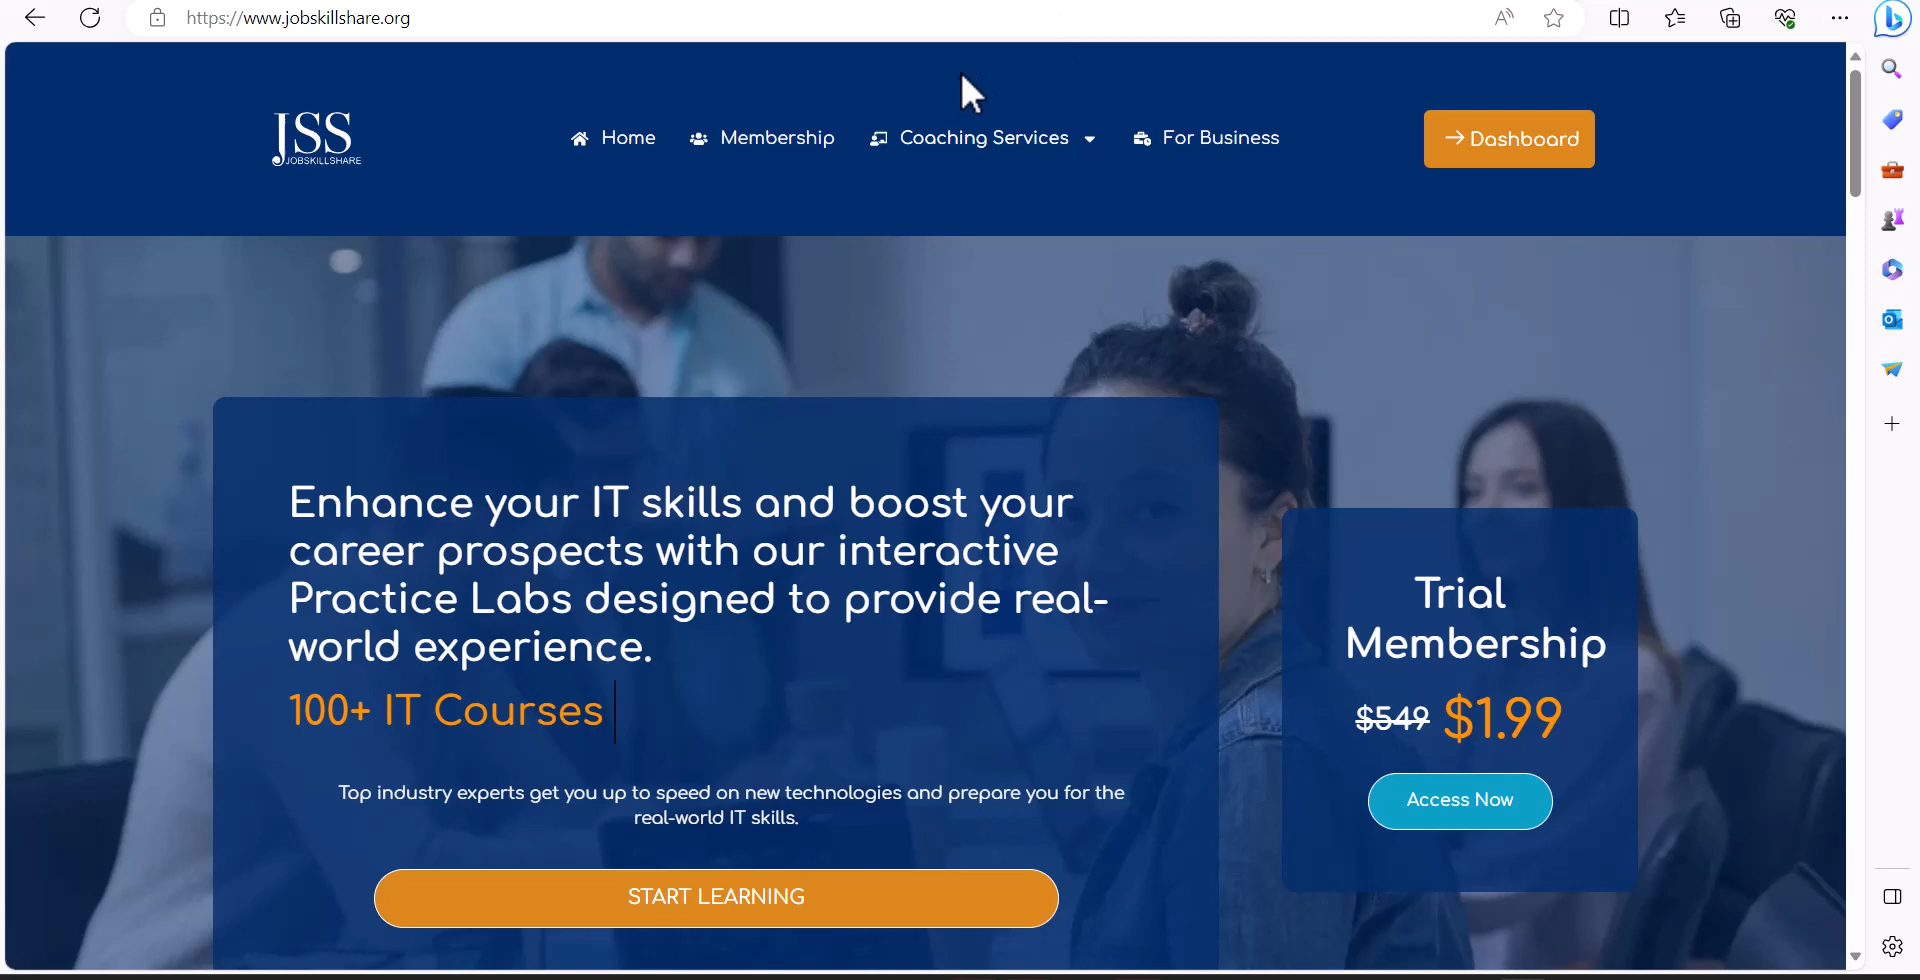 https://www.jobskillshare.org
JSS
JOBSKILLSHARE
Home
Membership
Coaching Services
For Business
Dashboard
Enhance your IT skills and boost your
career prospects with our interactive
Practice Labs designed to provide real-
world experience.
100+ IT Courses
Top industry experts get you up to speed on new technologies and prepare you for the
real-world IT skills.
START LEARNING
Trial
Membership
$549 $1.99
Access Now